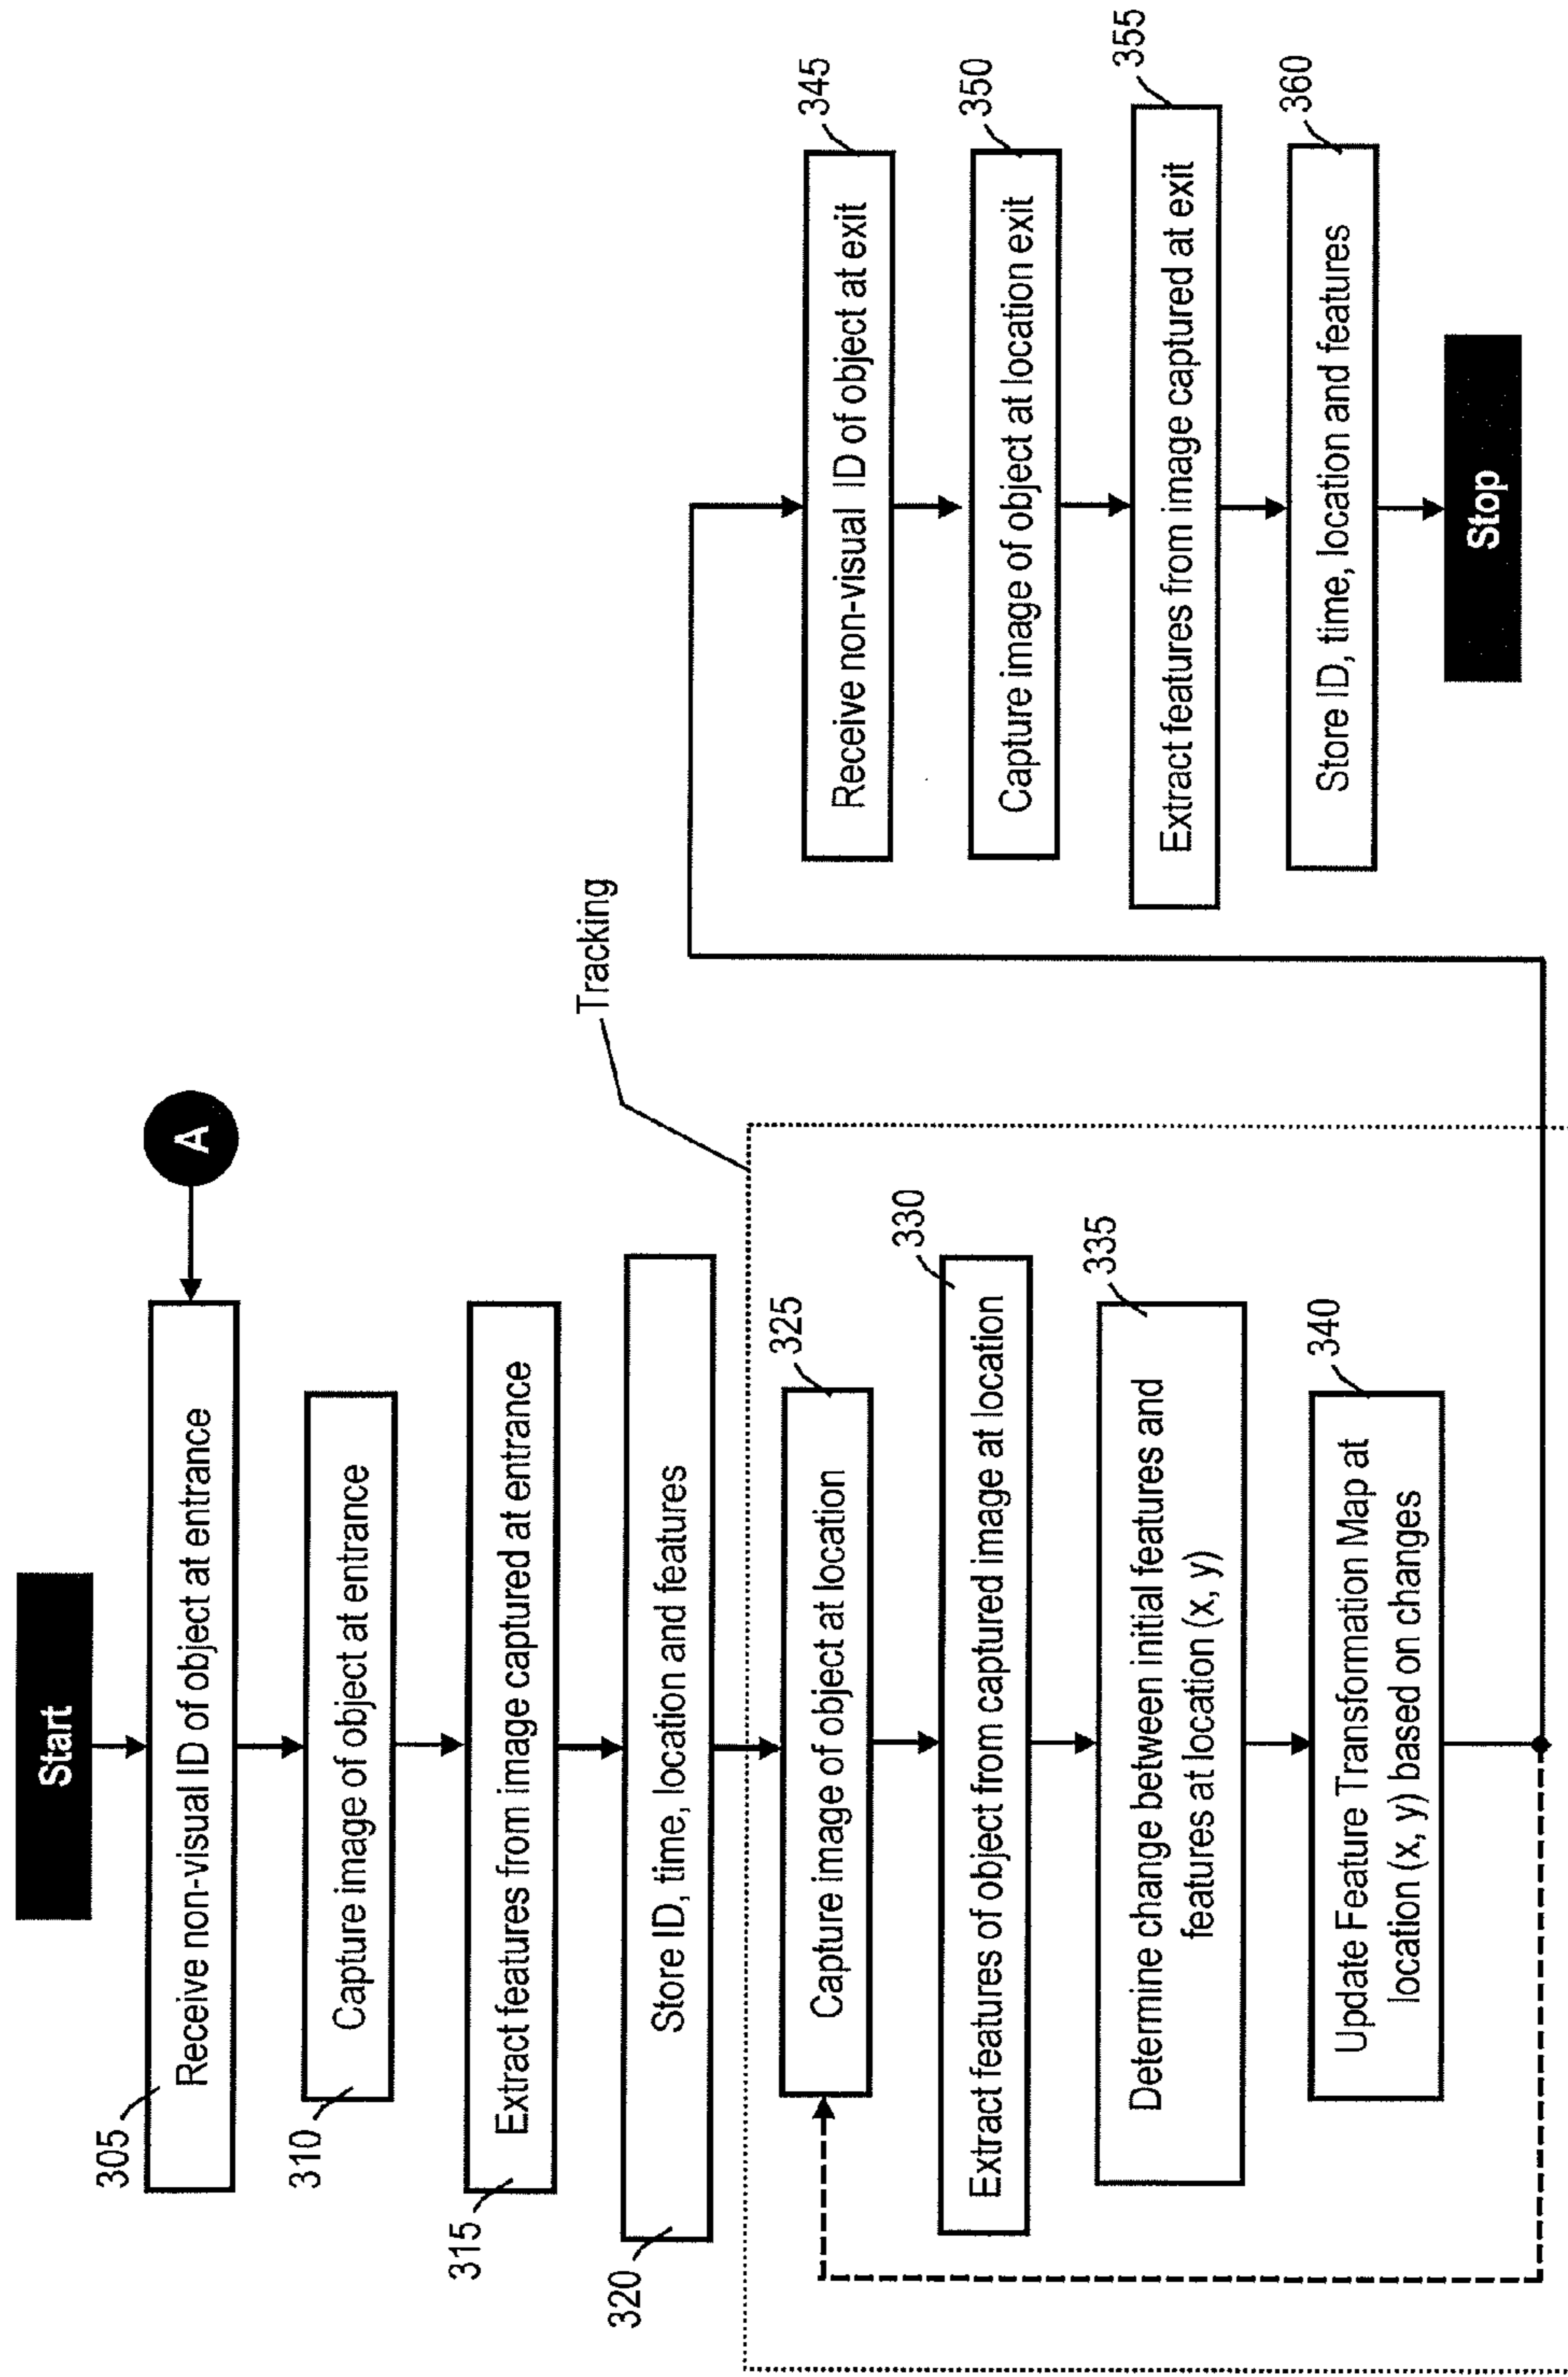 Start
A
305
Receive non-visual ID of object at entrance
310
Capture image of object at entrance
315
Extract features from image captured at entrance
320
Store ID, time, location and features
Tracking
325
Capture image of object at location
330
Extract features of object from captured image at location
335
Determine change between initial features and
features at location (x, y)
340
Update Feature Transformation Map at
location (x, y) based on changes
345
Receive non-visual ID of object at exit
350
Capture image of object at location exit
355
Extract features from image captured at exit
360
Store ID, time, location and features
Stop